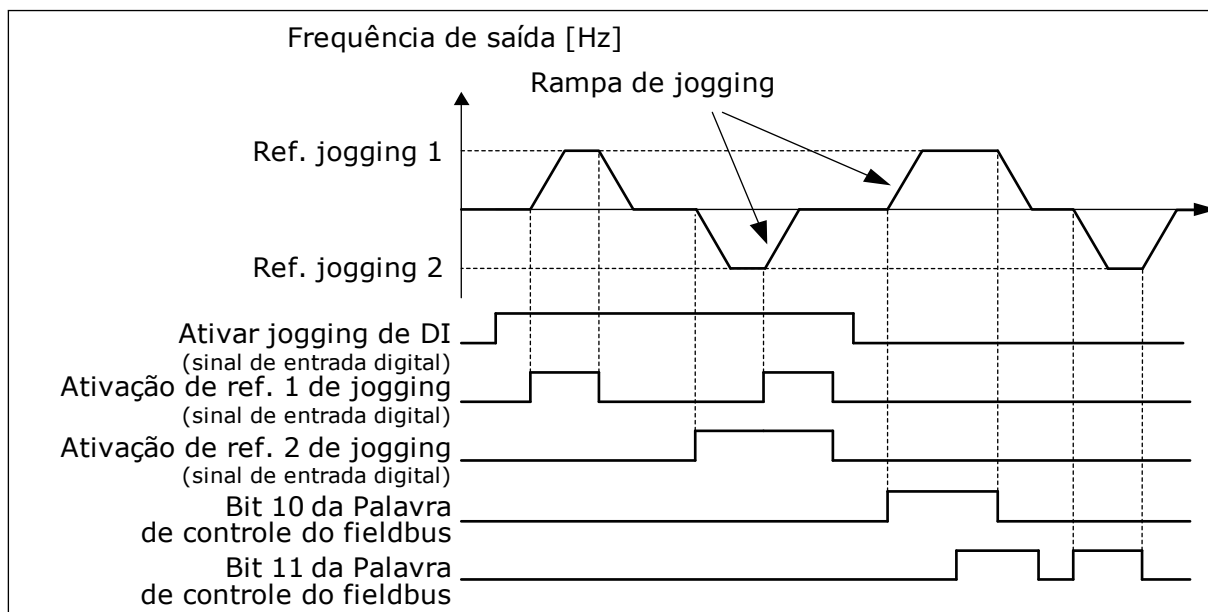 Frequência de saída [Hz]
Rampa de jogging
Ref. jogging 1
Ref. jogging 2
Ativar jogging de DI
(sinal de entrada digital)
Ativação de ref. 1 de jogging
(sinal de entrada digital)
Ativação de ref. 2 de jogging
(sinal de entrada digital)
Bit 10 da Palavra
de controle do fieldbus
Bit 11 da Palavra
de controle do fieldbus